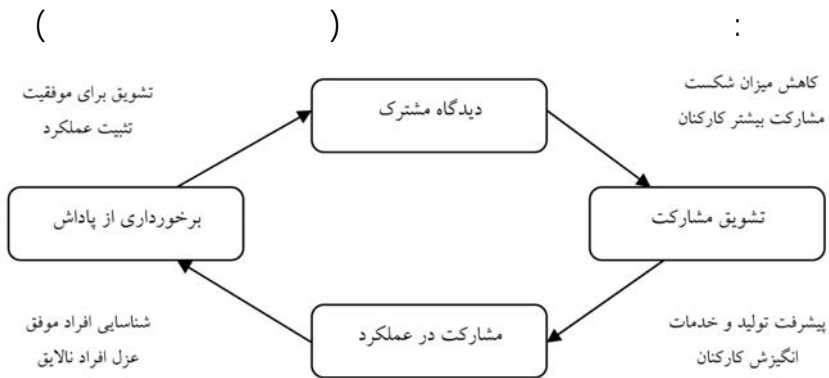 : ( )
کاهش میزان شکست
مشارکت بیشتر کارکنان
دیدگاه مشترک
تشویق برای موفقیت
تثبیت عملکرد
تشویق مشارکت
برخورداری از پاداش
پیشرفت تولید و خدمات
انگیزش کارکنان
مشارکت در عملکرد
شناسایی افراد موفق
عزل افراد نالایق